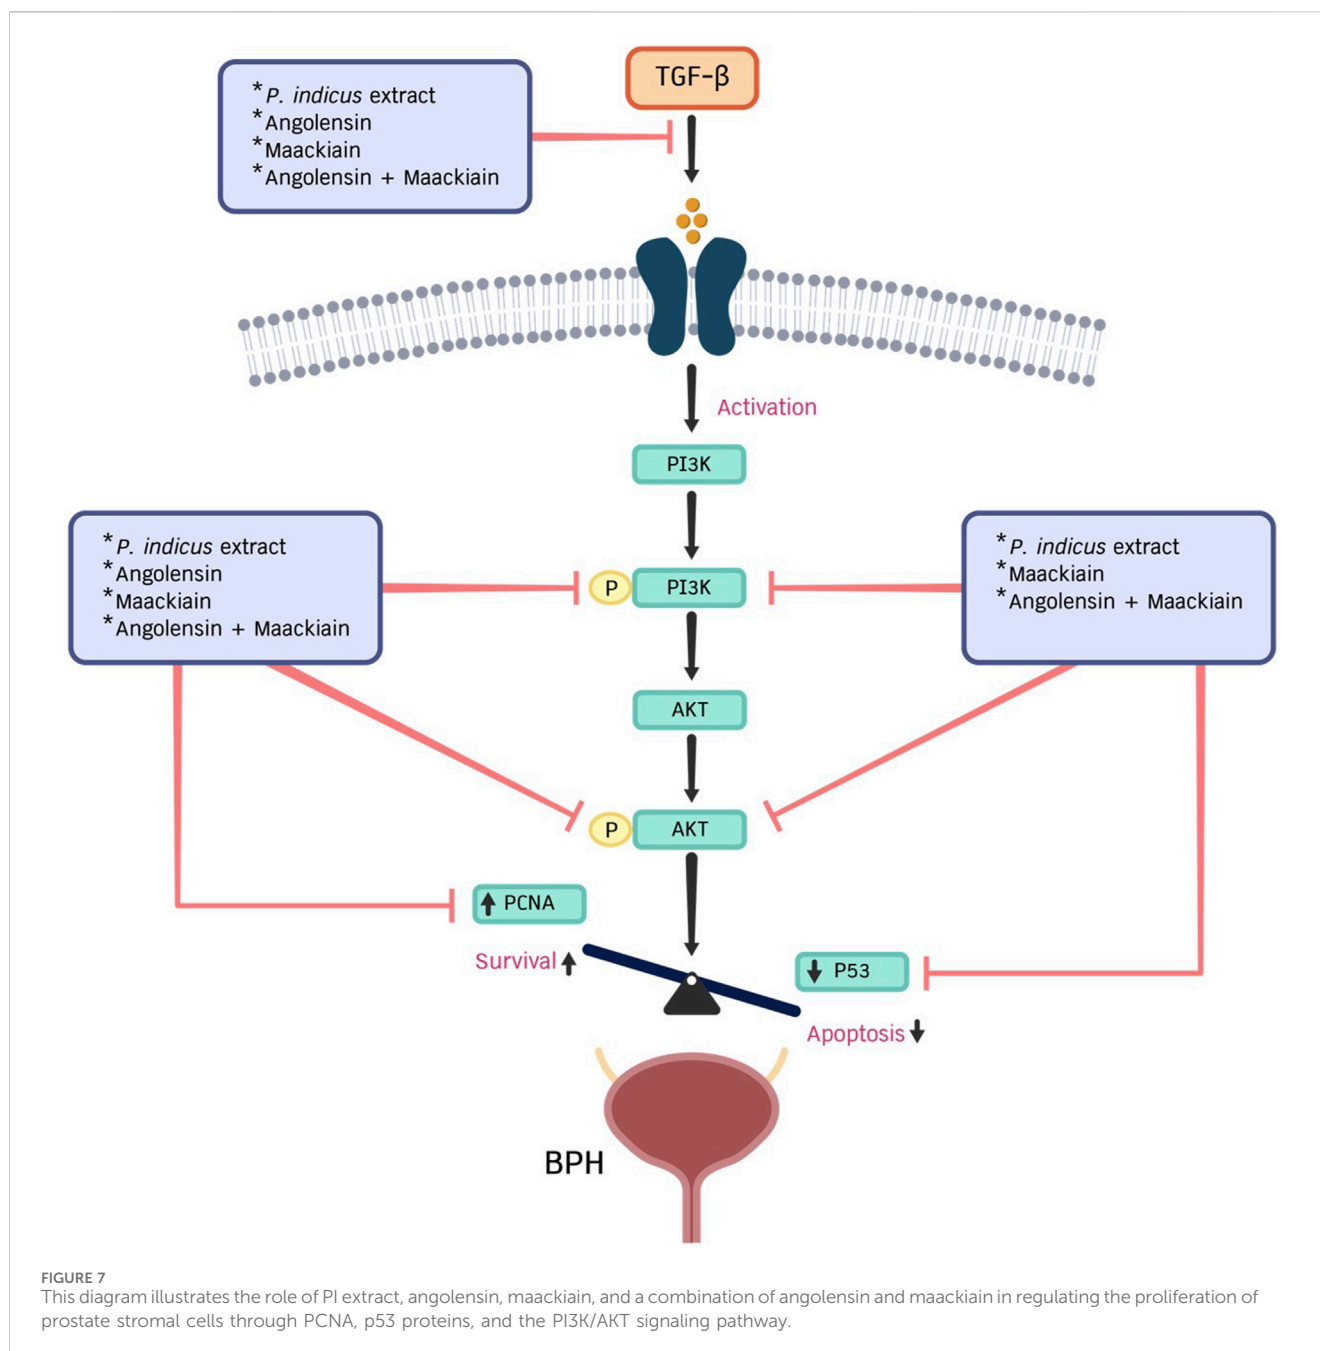 TGF-β
*P. indicus extract
*Angolensin
*Maackiain
*Angolensin + Maackiain
Activation
PI3K
*P. indicus extract
*Angolensin
*Maackiain
*Angolensin + Maackiain
P
PI3K
*P. indicus extract
*Maackiain
*Angolensin + Maackiain
AKT
P
AKT
PCNA
Survival
P53
Apoptosis
BPH
FIGURE 7
This diagram illustrates the role of PI extract, angolensin, maackiain, and a combination of angolensin and maackiain in regulating the proliferation of
prostate stromal cells through PCNA, p53 proteins, and the PI3K/AKT signaling pathway.